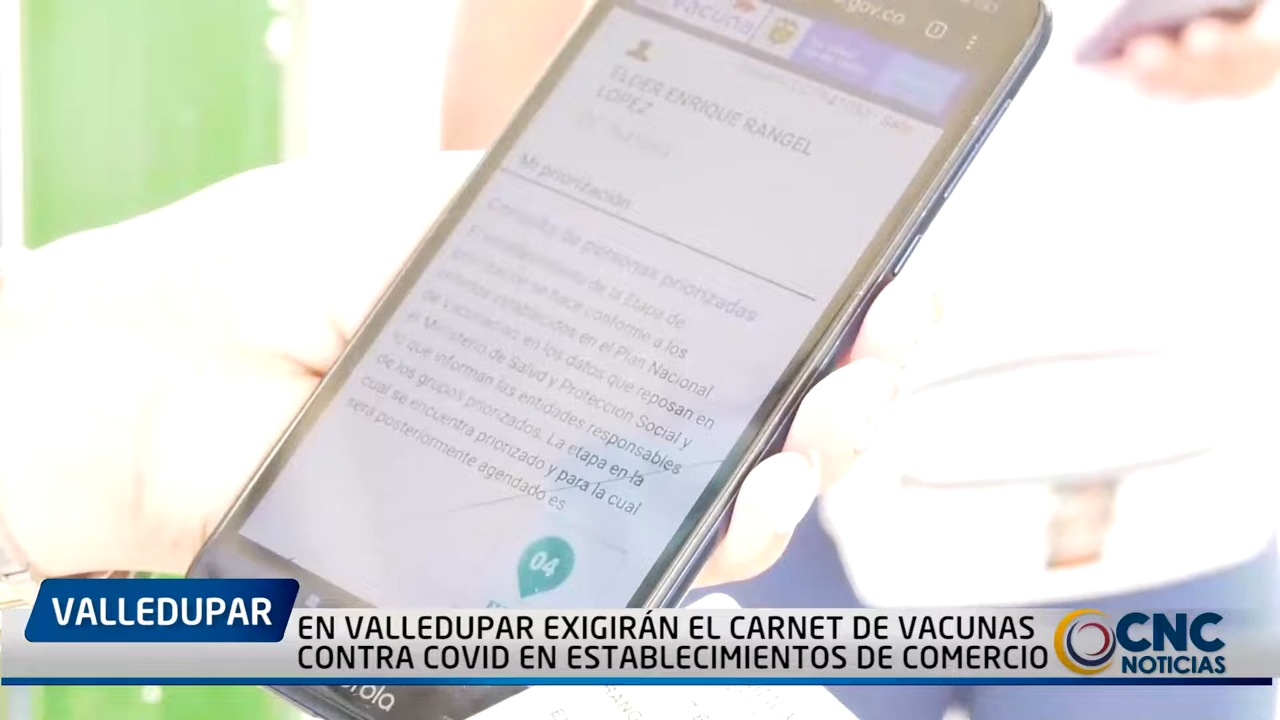 vacuna
.gov.co
ELDER ENRIQUE RANGEL
LOPEZ
Mi priorización
Consulta de personas priorizadas
de la Etapa de
priorización se hace conforme a los
criterios establecidos en el Plan Nacional
de Vacunación, en los datos que reposan en
el Ministerio de Salud y Protección Social y
lo que informan las entidades responsables
de los grupos priorizados. La etapa en la
cual se encuentra priorizado y para la cual
será posteriormente agendado es
04
VALLEDUPAR
EN VALLEDUPAR EXIGIRÁN EL CARNET DE VACUNAS
CONTRA COVID EN ESTABLECIMIENTOS DE COMERCIO
CNC
NOTICIAS